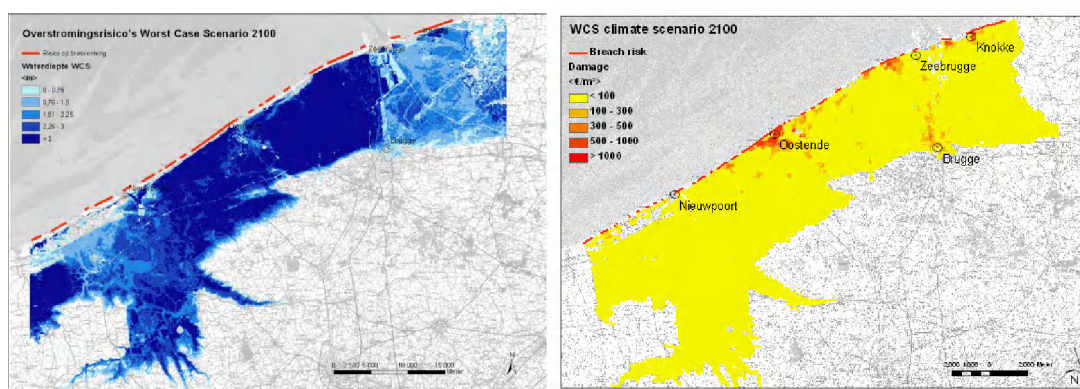 Overstromingsrisico's Worst Case Scenario 2100
Risico op bresvorming
Waterdiepte WCS
<m>
0 - 0,75
0,76 - 1,5
1,51 - 2,25
2,26 - 3
> 3
Zeebrugge
Brugge
Meter
N
WCS climate scenario 2100
Breach risk
Damage
<€/m²>
< 100
100 - 300
300 - 500
500 - 1000
> 1000
Knokke
Zeebrugge
Oostende
Brugge
Nieuwpoort
Meter
N